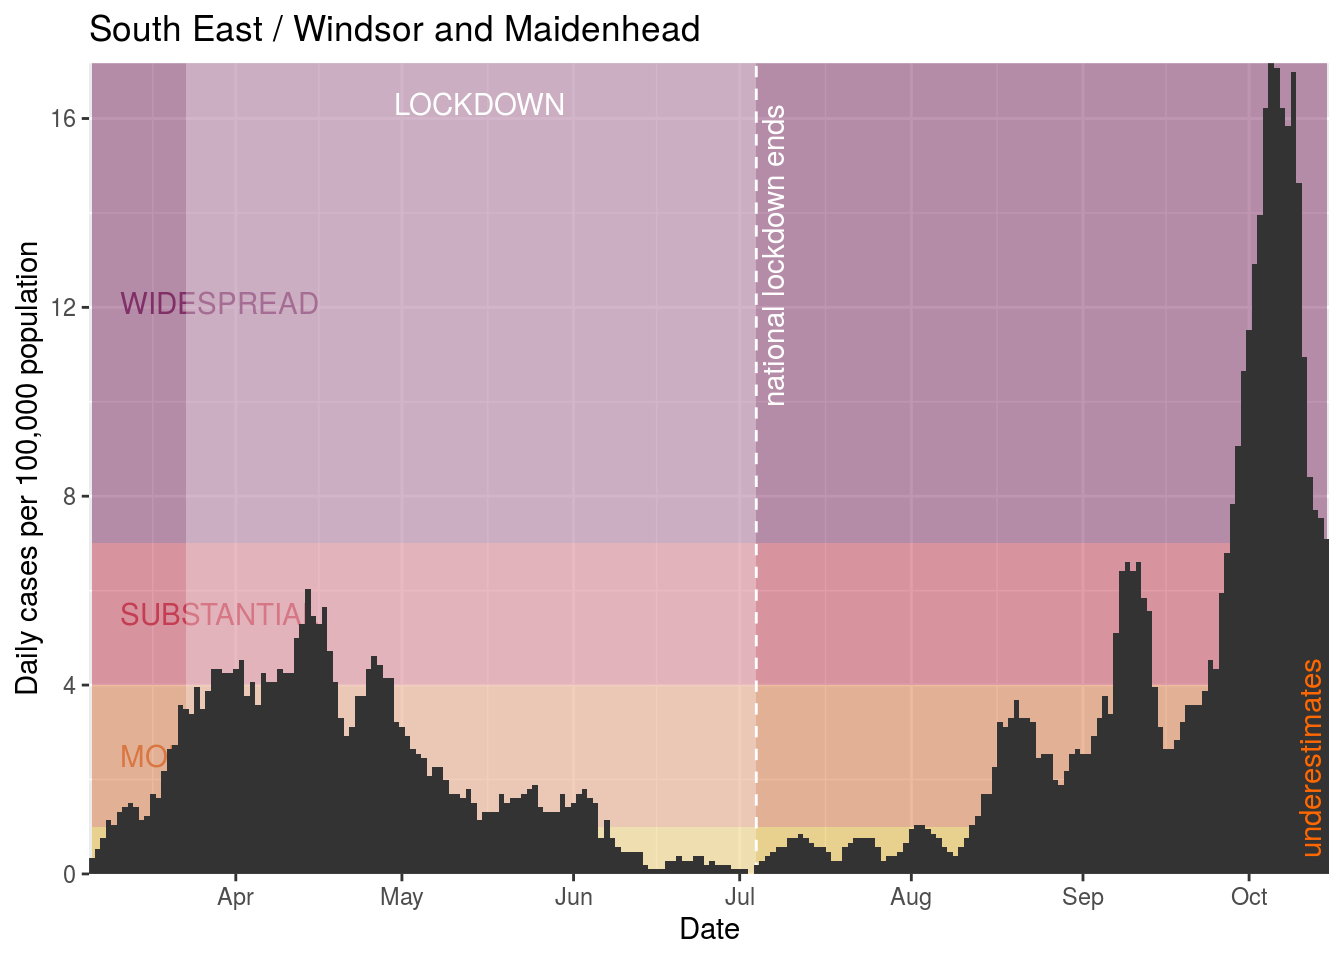 South East / Windsor and Maidenhead
LOCKDOWN
national lockdown ends
WIDESPREAD
SUBSTANTIA
MO
underestimates
Daily cases per 100,000 population
16
12
8
4
0
Apr
May
Jun
Jul
Aug
Sep
Oct
Date